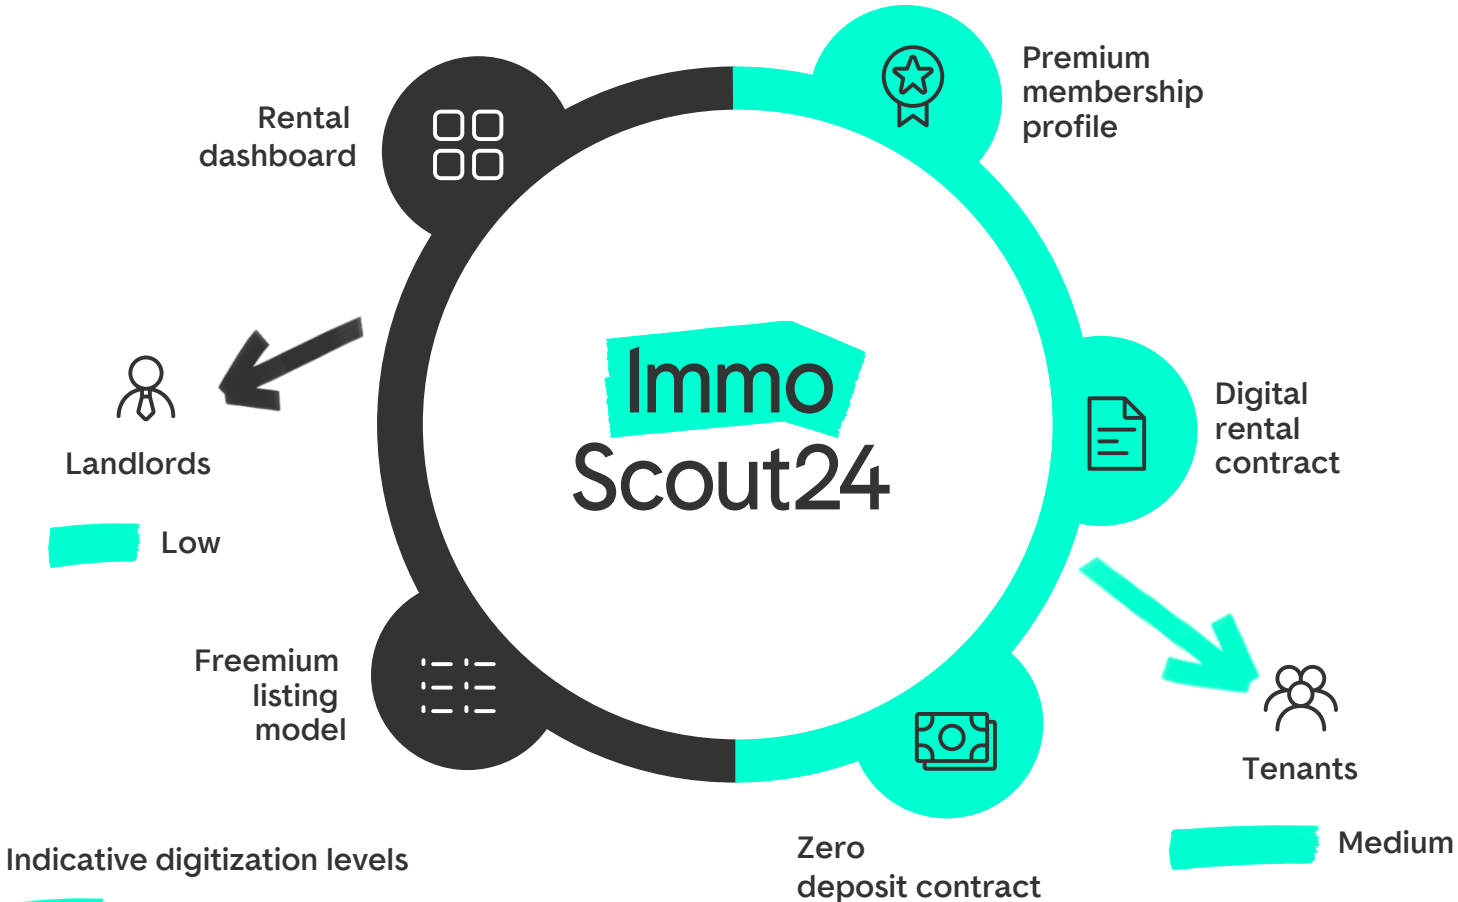 Premium
membership
profile
Rental
dashboard
Immo
Scout24
Digital
rental
contract
Landlords
Low
Freemium
listing
model
Tenants
Medium
Zero
deposit contract
Indicative digitization levels